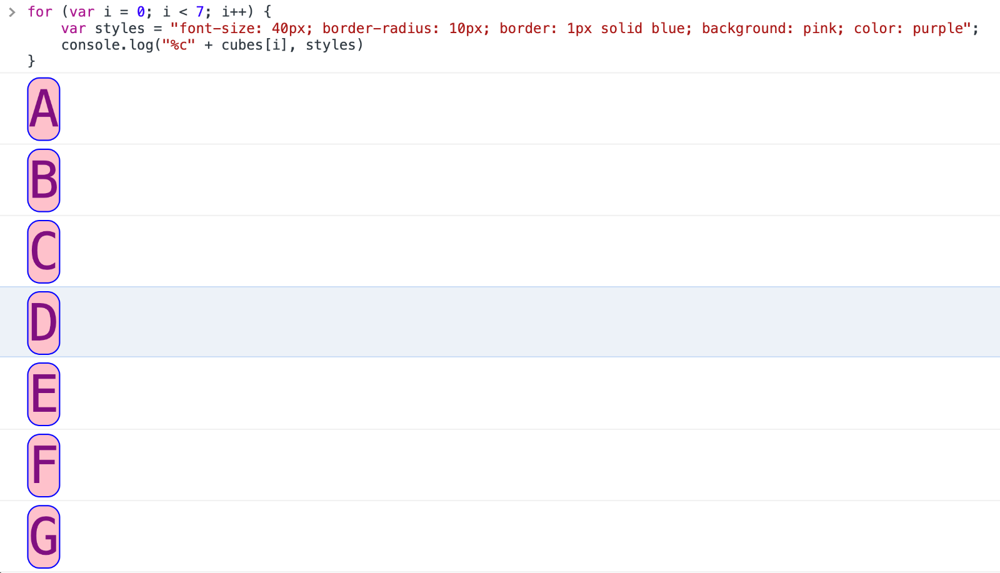 > for (var i = 0; i < 7; i++) {
    var styles = "font-size: 40px; border-radius: 10px; border: 1px solid blue; background: pink; color: purple";
    console.log("%c" + cubes[i], styles)
}
A
B
C
D
E
F
G